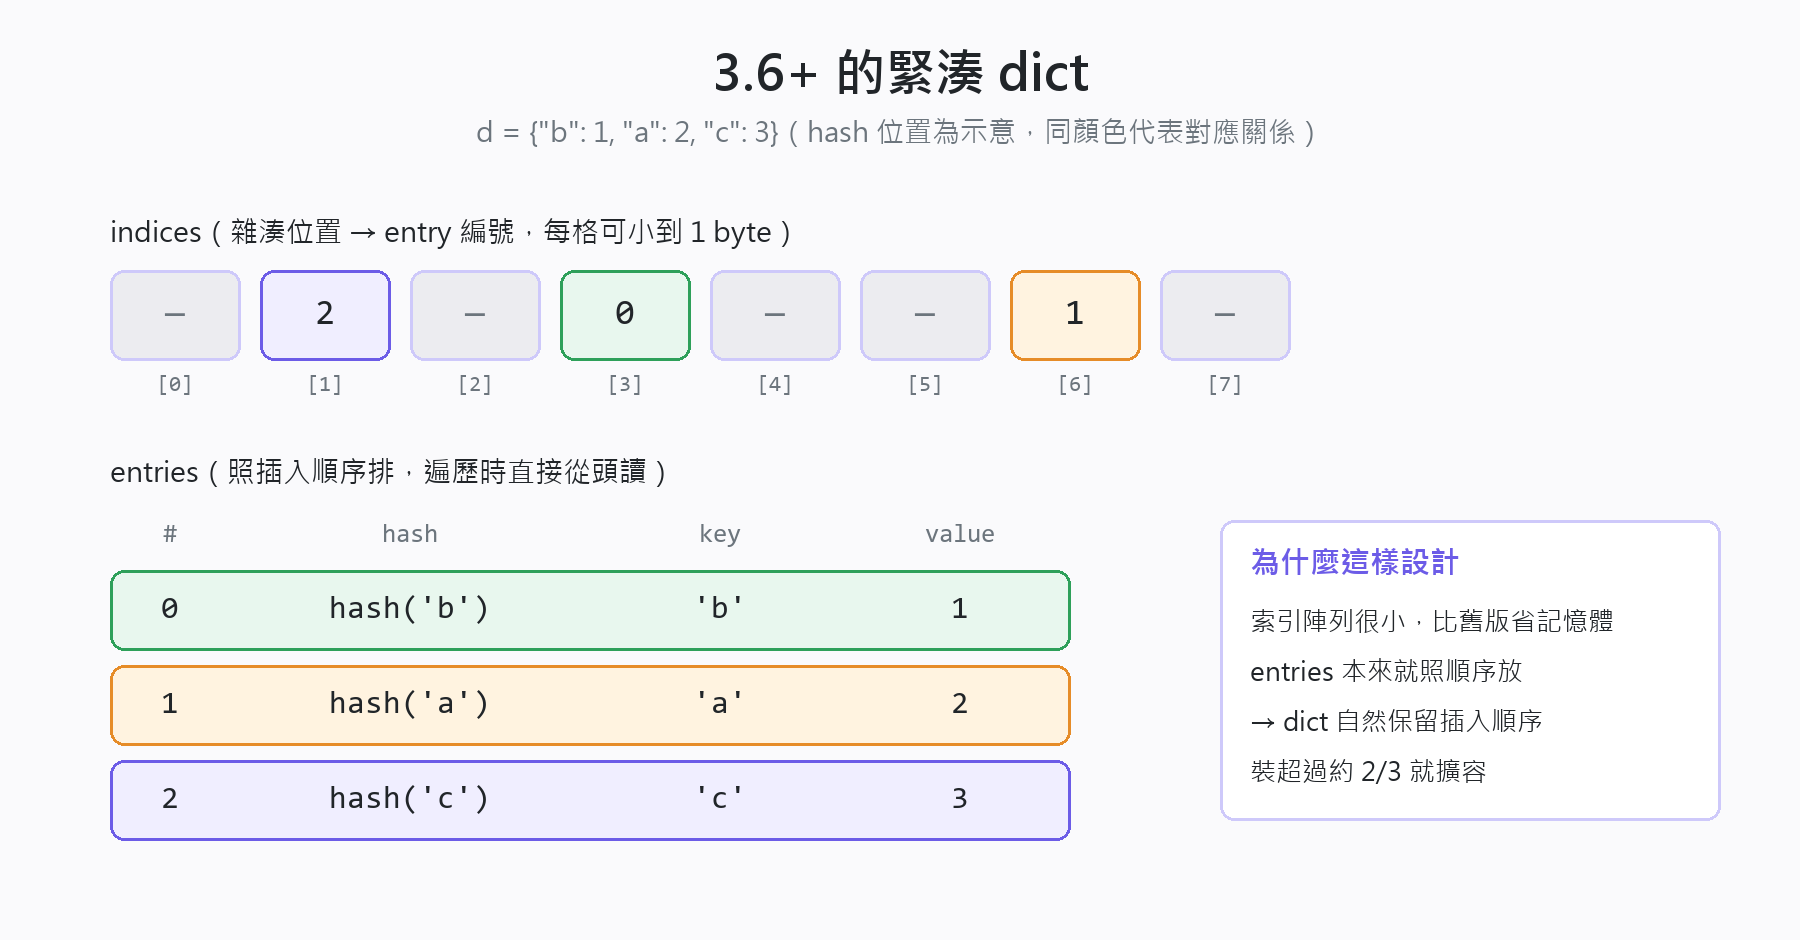 3.6+ 的緊湊 dict
d = {"b": 1, "a": 2, "c": 3}（hash 位置為示意，同顏色代表對應關係）
indices（雜湊位置 → entry 編號，每格可小到 1 byte）
– 2 – 0 – – 1 –
[0] [1] [2] [3] [4] [5] [6] [7]
entries（照插入順序排，遍歷時直接從頭讀）
# hash key value
0 hash('b') 'b' 1
1 hash('a') 'a' 2
2 hash('c') 'c' 3
為什麼這樣設計
索引陣列很小，比舊版省記憶體
entries 本來就照順序放
→ dict 自然保留插入順序
裝超過約 2/3 就擴容